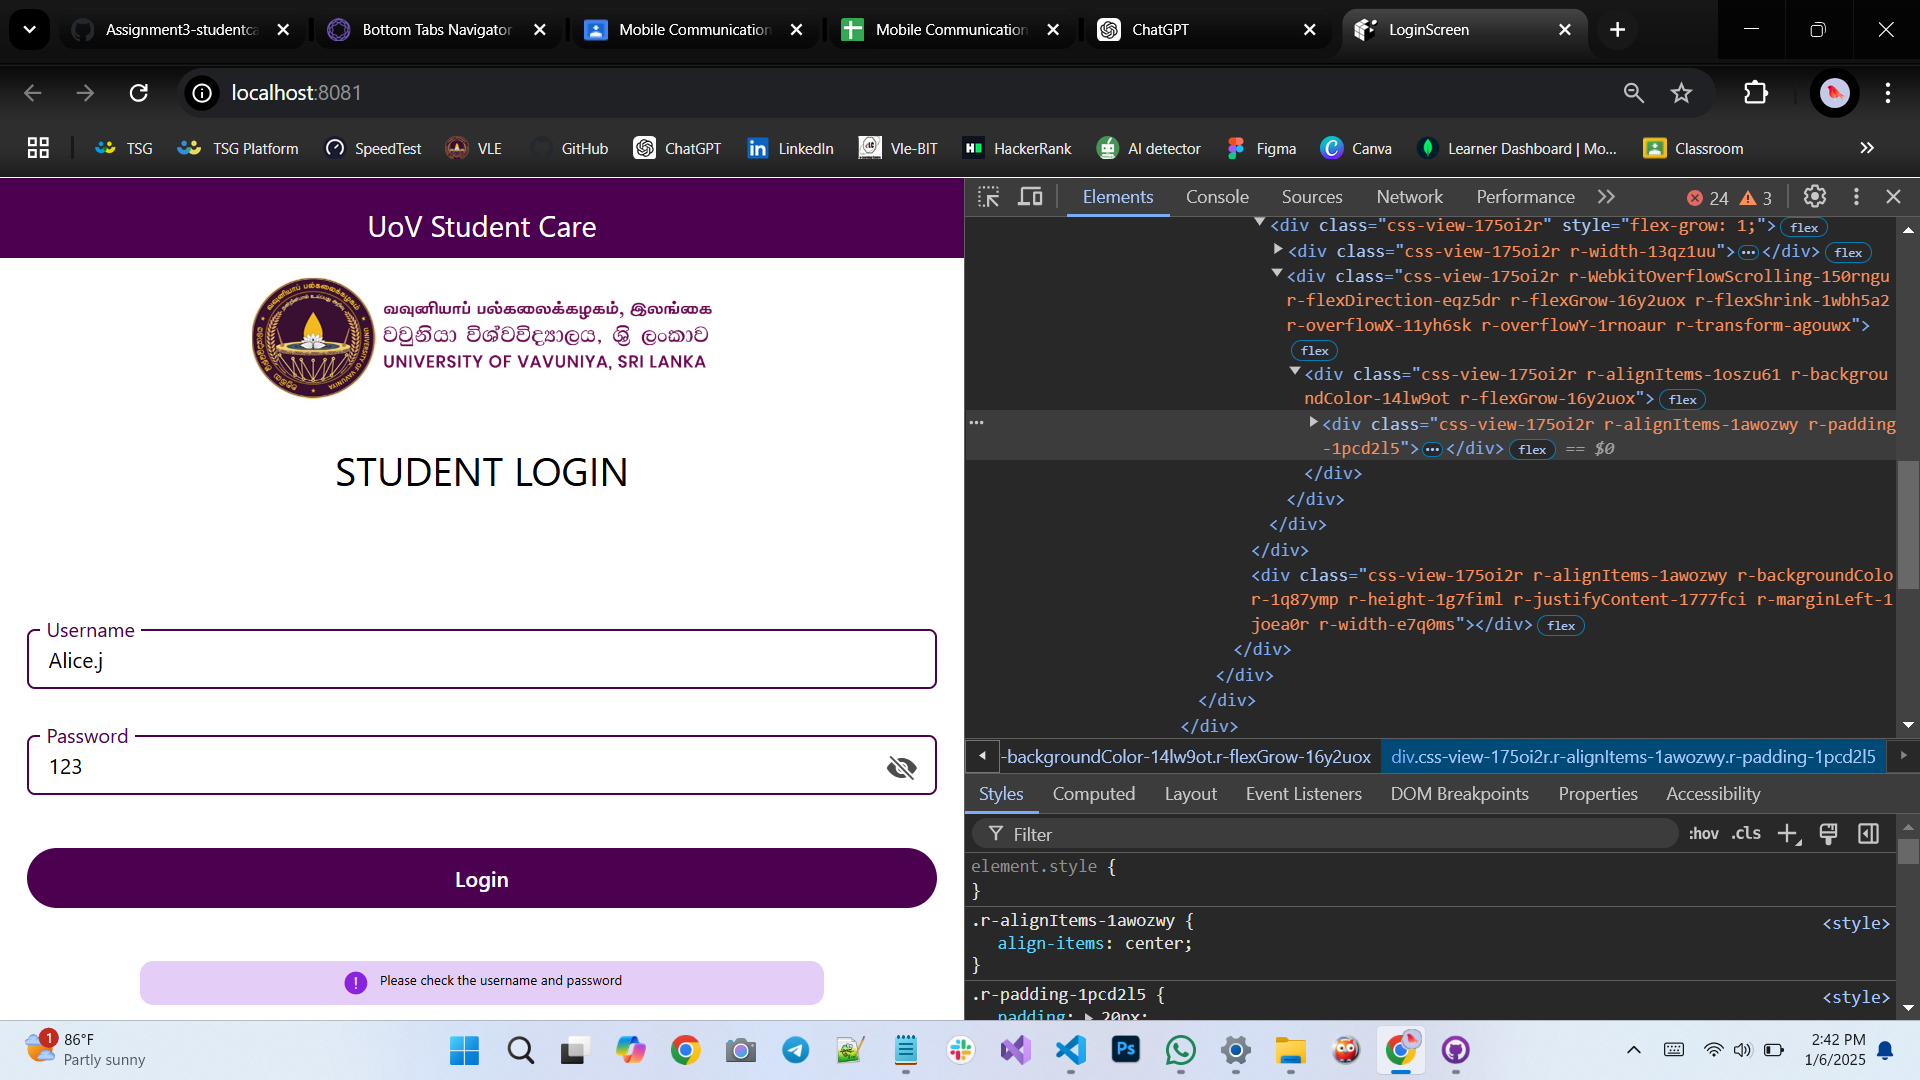 Assignment3-studentca
Bottom Tabs Navigator
Mobile Communication
Mobile Communication
ChatGPT
LoginScreen
localhost:8081
TSG
TSG Platform
SpeedTest
VLE
GitHub
ChatGPT
LinkedIn
Vle-BIT
HackerRank
AI detector
Figma
Canva
Learner Dashboard | Mo...
Classroom
UoV Student Care
வவுனியாப் பல்கலைக்கழகம், இலங்கை
වවුනියා විශ්වවිද්‍යාලය, ශ්‍රී ලංකාව
UNIVERSITY OF VAVUNIYA, SRI LANKA
STUDENT LOGIN
Username
Alice.j
Password
123
Login
! Please check the username and password
Elements
Console
Sources
Network
Performance
24
3
<div class="css-view-175oi2r" style="flex-grow: 1;"> flex
<div class="css-view-175oi2r r-width-13qz1uu"> ... </div> flex
<div class="css-view-175oi2r r-WebkitOverflowScrolling-150rngu
r-flexDirection-eqz5dr r-flexGrow-16y2uox r-flexShrink-1wbh5a2
r-overflowX-11yh6sk r-overflowY-1rnoaur r-transform-agouwx">
flex
<div class="css-view-175oi2r r-alignItems-1oszu61 r-backgrou
ndColor-14lw9ot r-flexGrow-16y2uox"> flex
... <div class="css-view-175oi2r r-alignItems-1awozwy r-padding
-1pcd2l5"> ... </div> flex == $0
</div>
</div>
</div>
</div>
<div class="css-view-175oi2r r-alignItems-1awozwy r-backgroundColo
r-1q87ymp r-height-1g7fiml r-justifyContent-1777fci r-marginLeft-1
joea0r r-width-e7q0ms"></div> flex
</div>
</div>
</div>
</div>
-backgroundColor-14lw9ot.r-flexGrow-16y2uox
div.css-view-175oi2r.r-alignItems-1awozwy.r-padding-1pcd2l5
Styles
Computed
Layout
Event Listeners
DOM Breakpoints
Properties
Accessibility
Filter
:hov
.cls
element.style {
}
.r-alignItems-1awozwy {
<style>
align-items: center;
}
.r-padding-1pcd2l5 {
<style>
padding: 20px;
1
86°F
Partly sunny
Ps
2:42 PM
1/6/2025